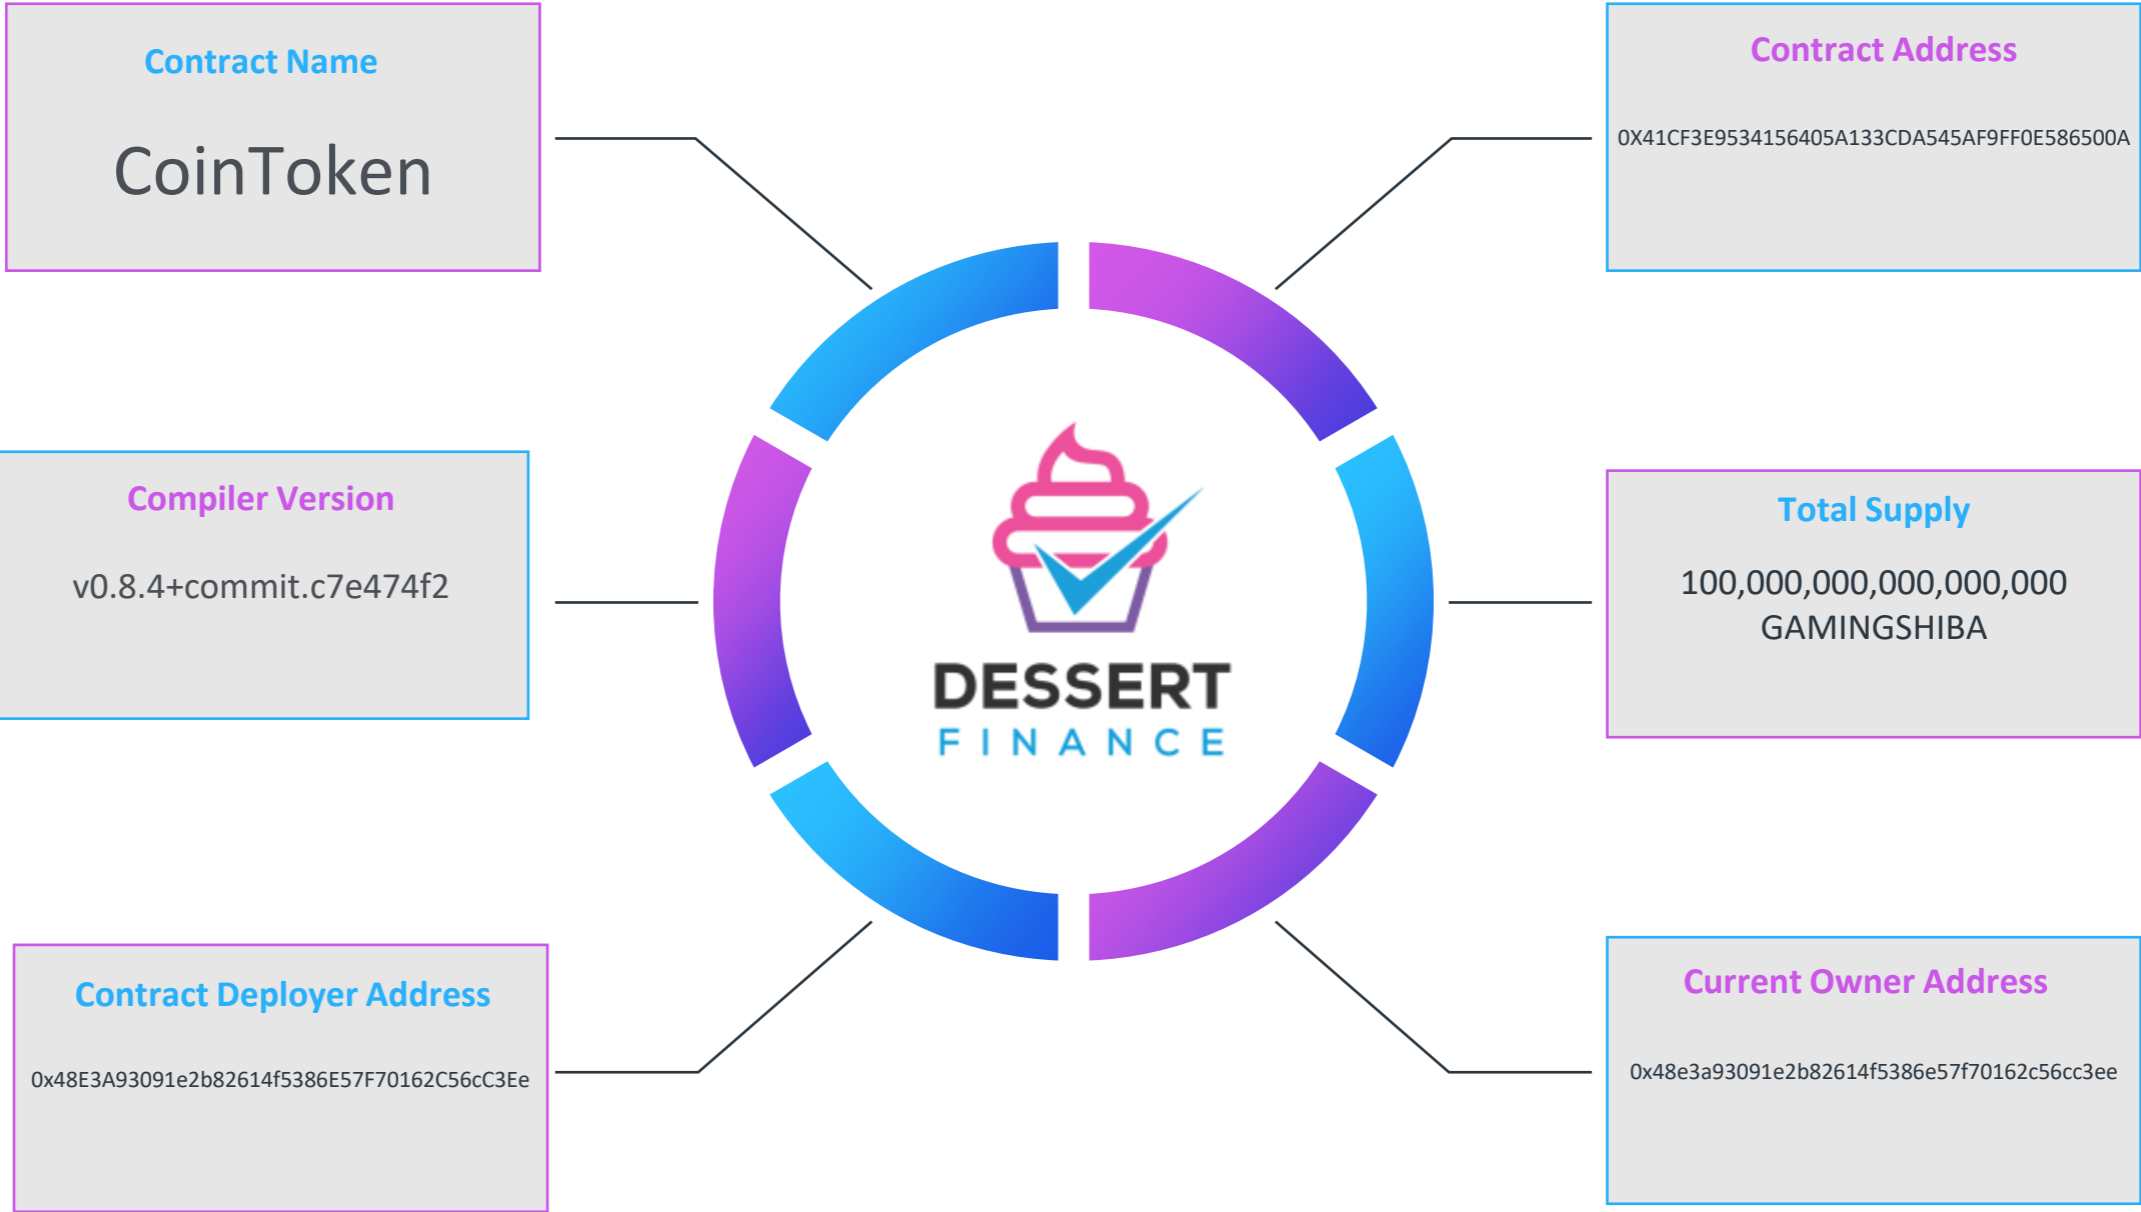 Contract Name
CoinToken
Contract Address
0X41CF3E9534156405A133CDA545AF9FF0E586500A
Compiler Version
v0.8.4+commit.c7e474f2
Total Supply
100,000,000,000,000,000
GAMINGSHIBA
DESSERT
FINANCE
Contract Deployer Address
0x48E3A93091e2b82614f5386E57F70162C56cC3Ee
Current Owner Address
0x48e3a93091e2b82614f5386e57f70162c56cc3ee